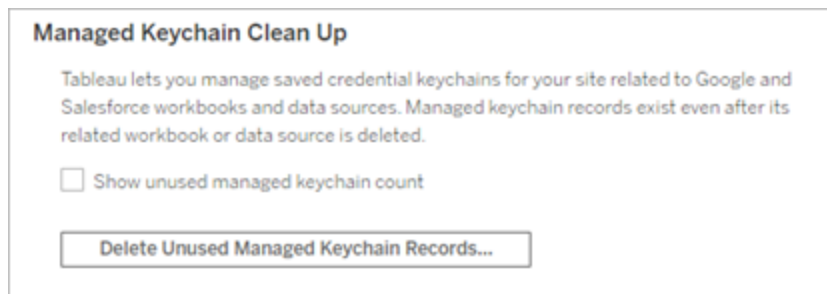 Managed Keychain Clean Up
Tableau lets you manage saved credential keychains for your site related to Google and
Salesforce workbooks and data sources. Managed keychain records exist even after its
related workbook or data source is deleted.
Show unused managed keychain count
Delete Unused Managed Keychain Records...